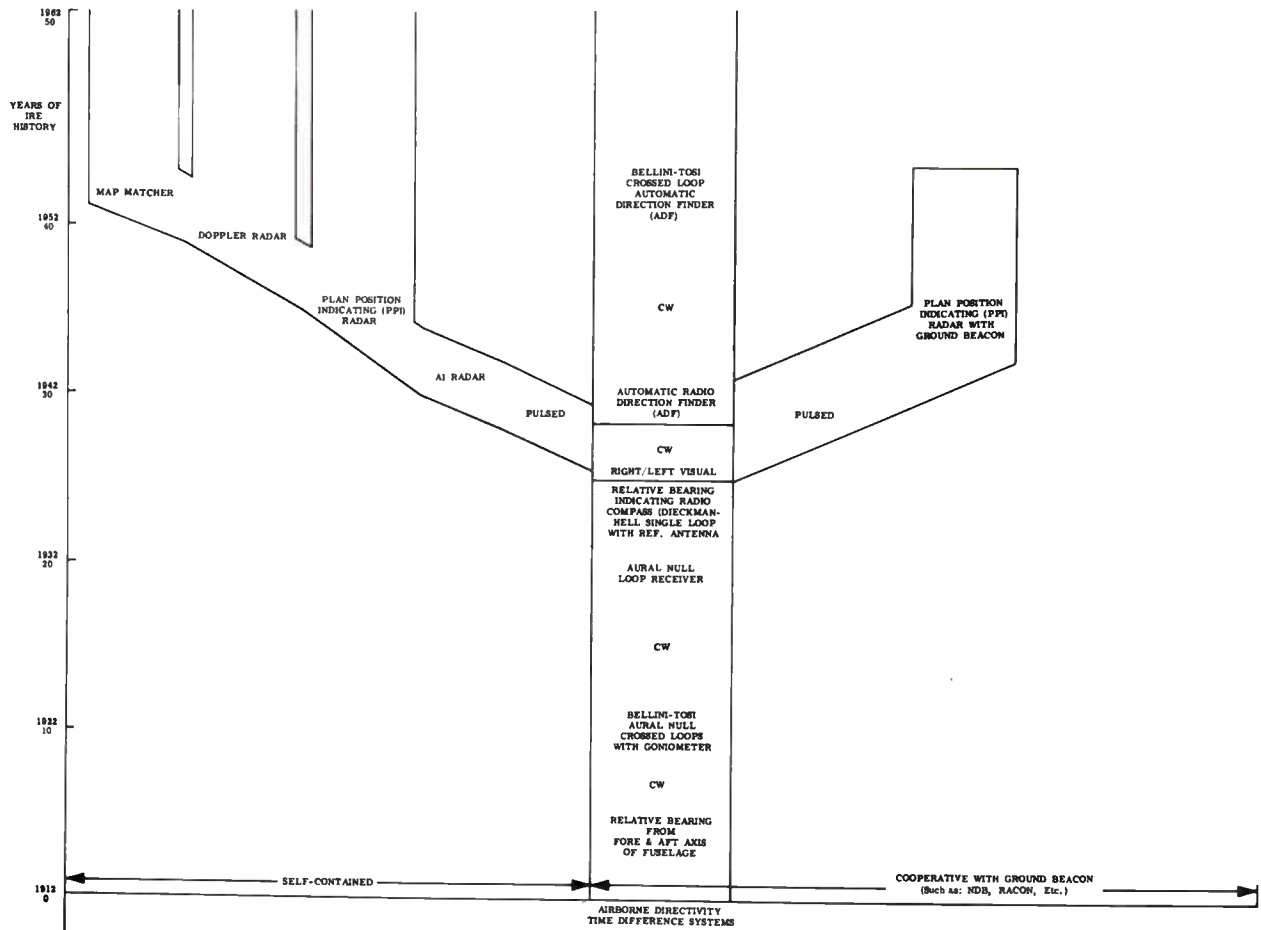 1962
50
YEARS OF
IRE
HISTORY
MAP MATCHER
1952
40
DOPPLER RADAR
PLAN POSITION
INDICATING (PPI)
RADAR
AI RADAR
PULSED
1942
30
1932
20
1922
10
1912
0
BELLINI-TOSI
CROSSED LOOP
AUTOMATIC
DIRECTION FINDER
(ADF)
CW
AUTOMATIC RADIO
DIRECTION FINDER
(ADF)
CW
RIGHT/LEFT VISUAL
RELATIVE BEARING
INDICATING RADIO
COMPASS (DIECKMAN-
HELL SINGLE LOOP
WITH REF. ANTENNA
AURAL NULL
LOOP RECEIVER
CW
BELLINI-TOSI
AURAL NULL
CROSSED LOOPS
WITH GONIOMETER
CW
RELATIVE BEARING
FROM
FORE & AFT AXIS
OF FUSELAGE
PLAN POSITION
INDICATING (PPI)
RADAR WITH
GROUND BEACON
PULSED
SELF-CONTAINED
COOPERATIVE WITH GROUND BEACON
(Such as: NDB, RACON, Etc.)
AIRBORNE DIRECTIVITY
TIME DIFFERENCE SYSTEMS